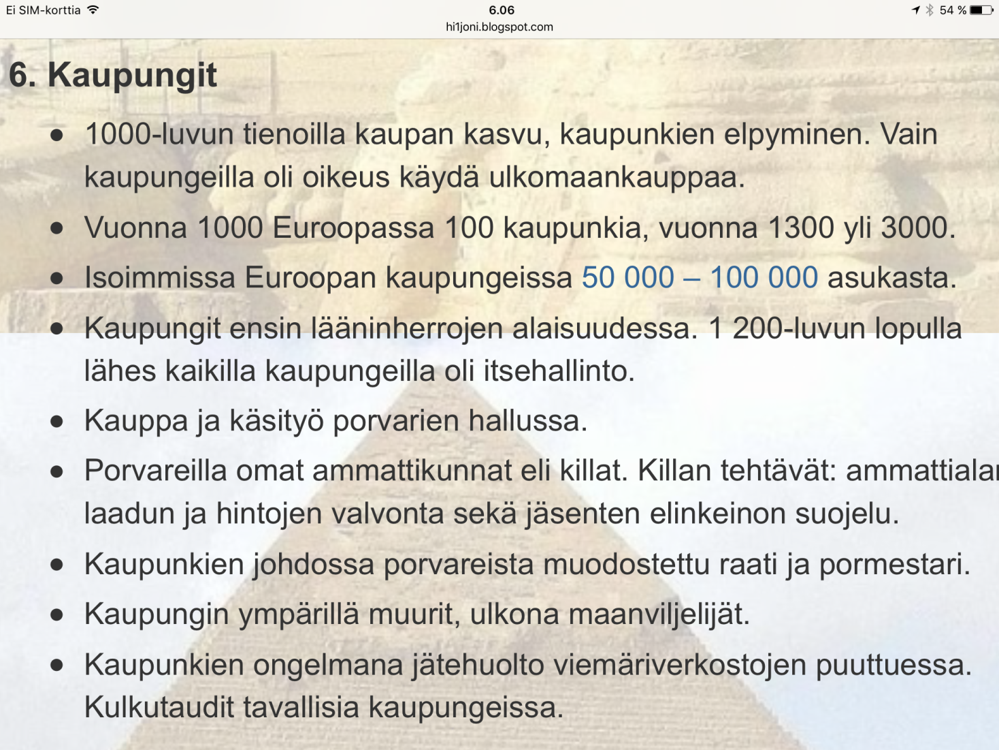 Ei SIM-korttia
6.06
54 %
hi1joni.blogspot.com
6. Kaupungit
● 1000-luvun tienoilla kaupan kasvu, kaupunkien elpyminen. Vain
kaupungeilla oli oikeus käydä ulkomaankauppaa.
● Vuonna 1000 Euroopassa 100 kaupunkia, vuonna 1300 yli 3000.
● Isoimmissa Euroopan kaupungeissa 50 000 – 100 000 asukasta.
● Kaupungit ensin lääninherrojen alaisuudessa. 1 200-luvun lopulla
lähes kaikilla kaupungeilla oli itsehallinto.
● Kauppa ja käsityö porvarien hallussa.
● Porvareilla omat ammattikunnat eli killat. Killan tehtävät:
laadun ja hintojen valvonta sekä jäsenten elinkeinon suojelu.
● Kaupunkien johdossa porvareista muodostettu raati ja pormestari.
● Kaupungin ympärillä muurit, ulkona maanviljelijät.
● Kaupunkien ongelmana jätehuolto viemäriverkostojen puuttuessa.
Kulkutaudit tavallisia kaupungeissa.